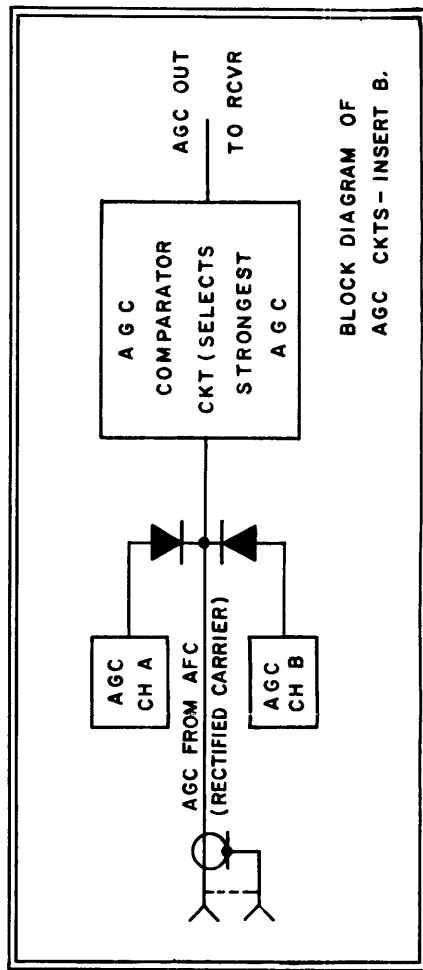 AGC
CH A
AGC FROM AFC
(RECTIFIED CARRIER)
AGC
CH B
AGC
COMPARATOR
CKT (SELECTS
STRONGEST
AGC
AGC OUT
TO RCVR
BLOCK DIAGRAM OF
AGC CKTS - INSERT B.